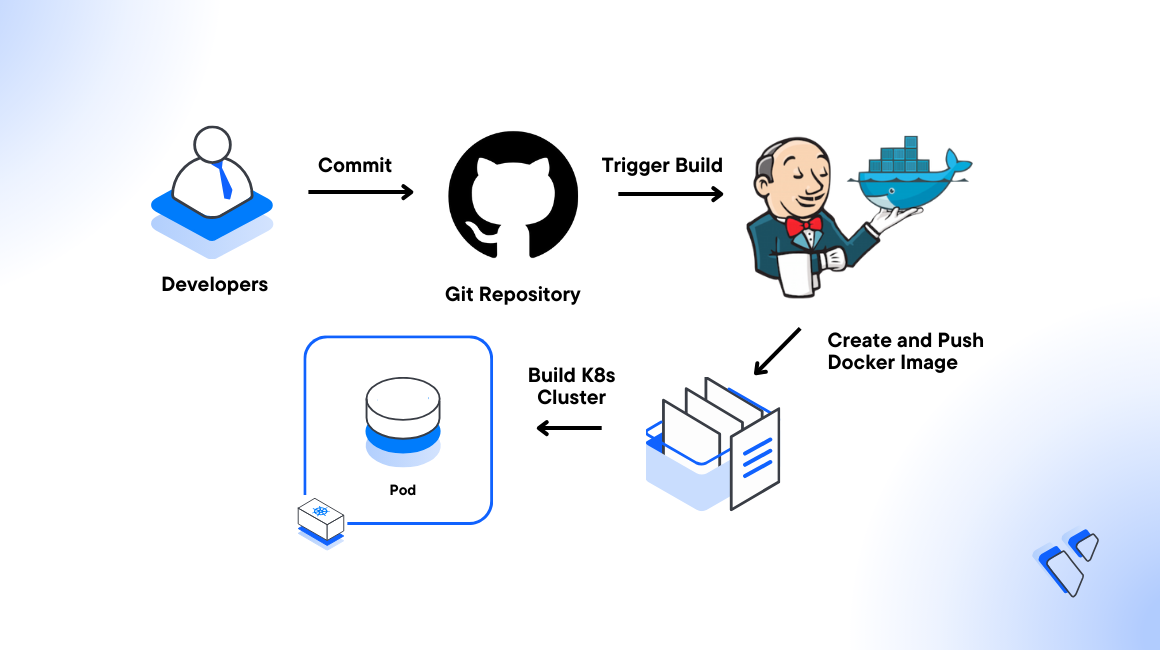 Commit
Trigger Build
Developers
Git Repository
Create and Push
Docker Image
Build K8s
Cluster
Pod